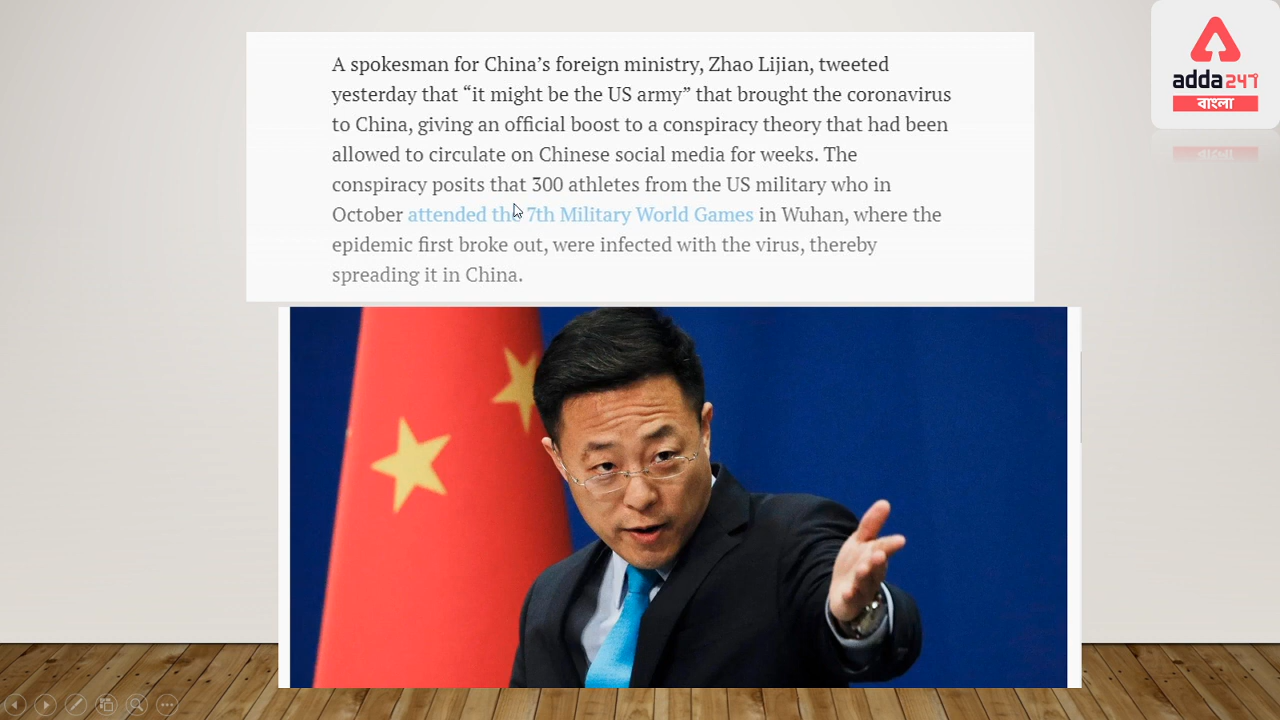 A spokesman for China’s foreign ministry, Zhao Lijian, tweeted
yesterday that “it might be the US army” that brought the coronavirus
to China, giving an official boost to a conspiracy theory that had been
allowed to circulate on Chinese social media for weeks. The
conspiracy posits that 300 athletes from the US military who in
October attended the 7th Military World Games in Wuhan, where the
epidemic first broke out, were infected with the virus, thereby
spreading it in China.
adda247
বাংলা